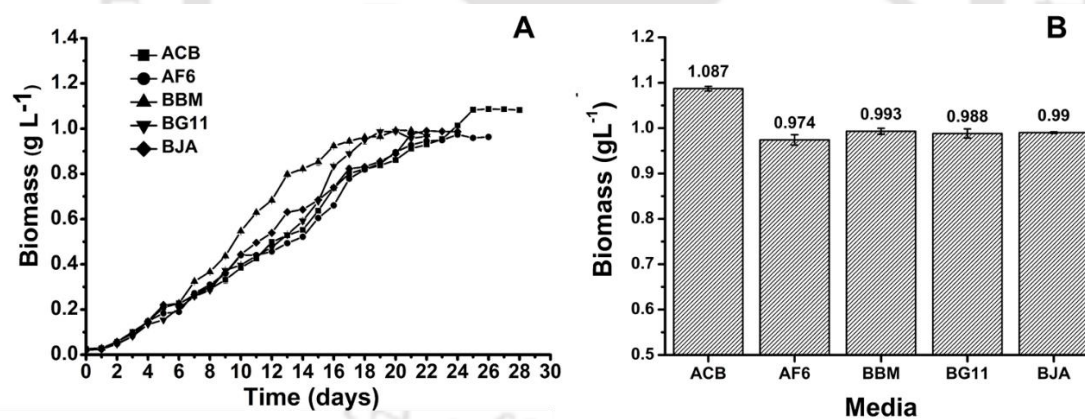 A
ACB
AF6
BBM
BG11
BJA
Biomass (g L-1)
1.4
1.2
1.0
0.8
0.6
0.4
0.2
0.0
0 2 4 6 8 10 12 14 16 18 20 22 24 26 28 30
Time (days)
B
Biomass (gL-1)
1.2
1.1
1.0
0.9
0.8
0.7
0.6
0.5
1.087
0.974
0.993
0.988
0.99
ACB AF6 BBM BG11 BJA
Media